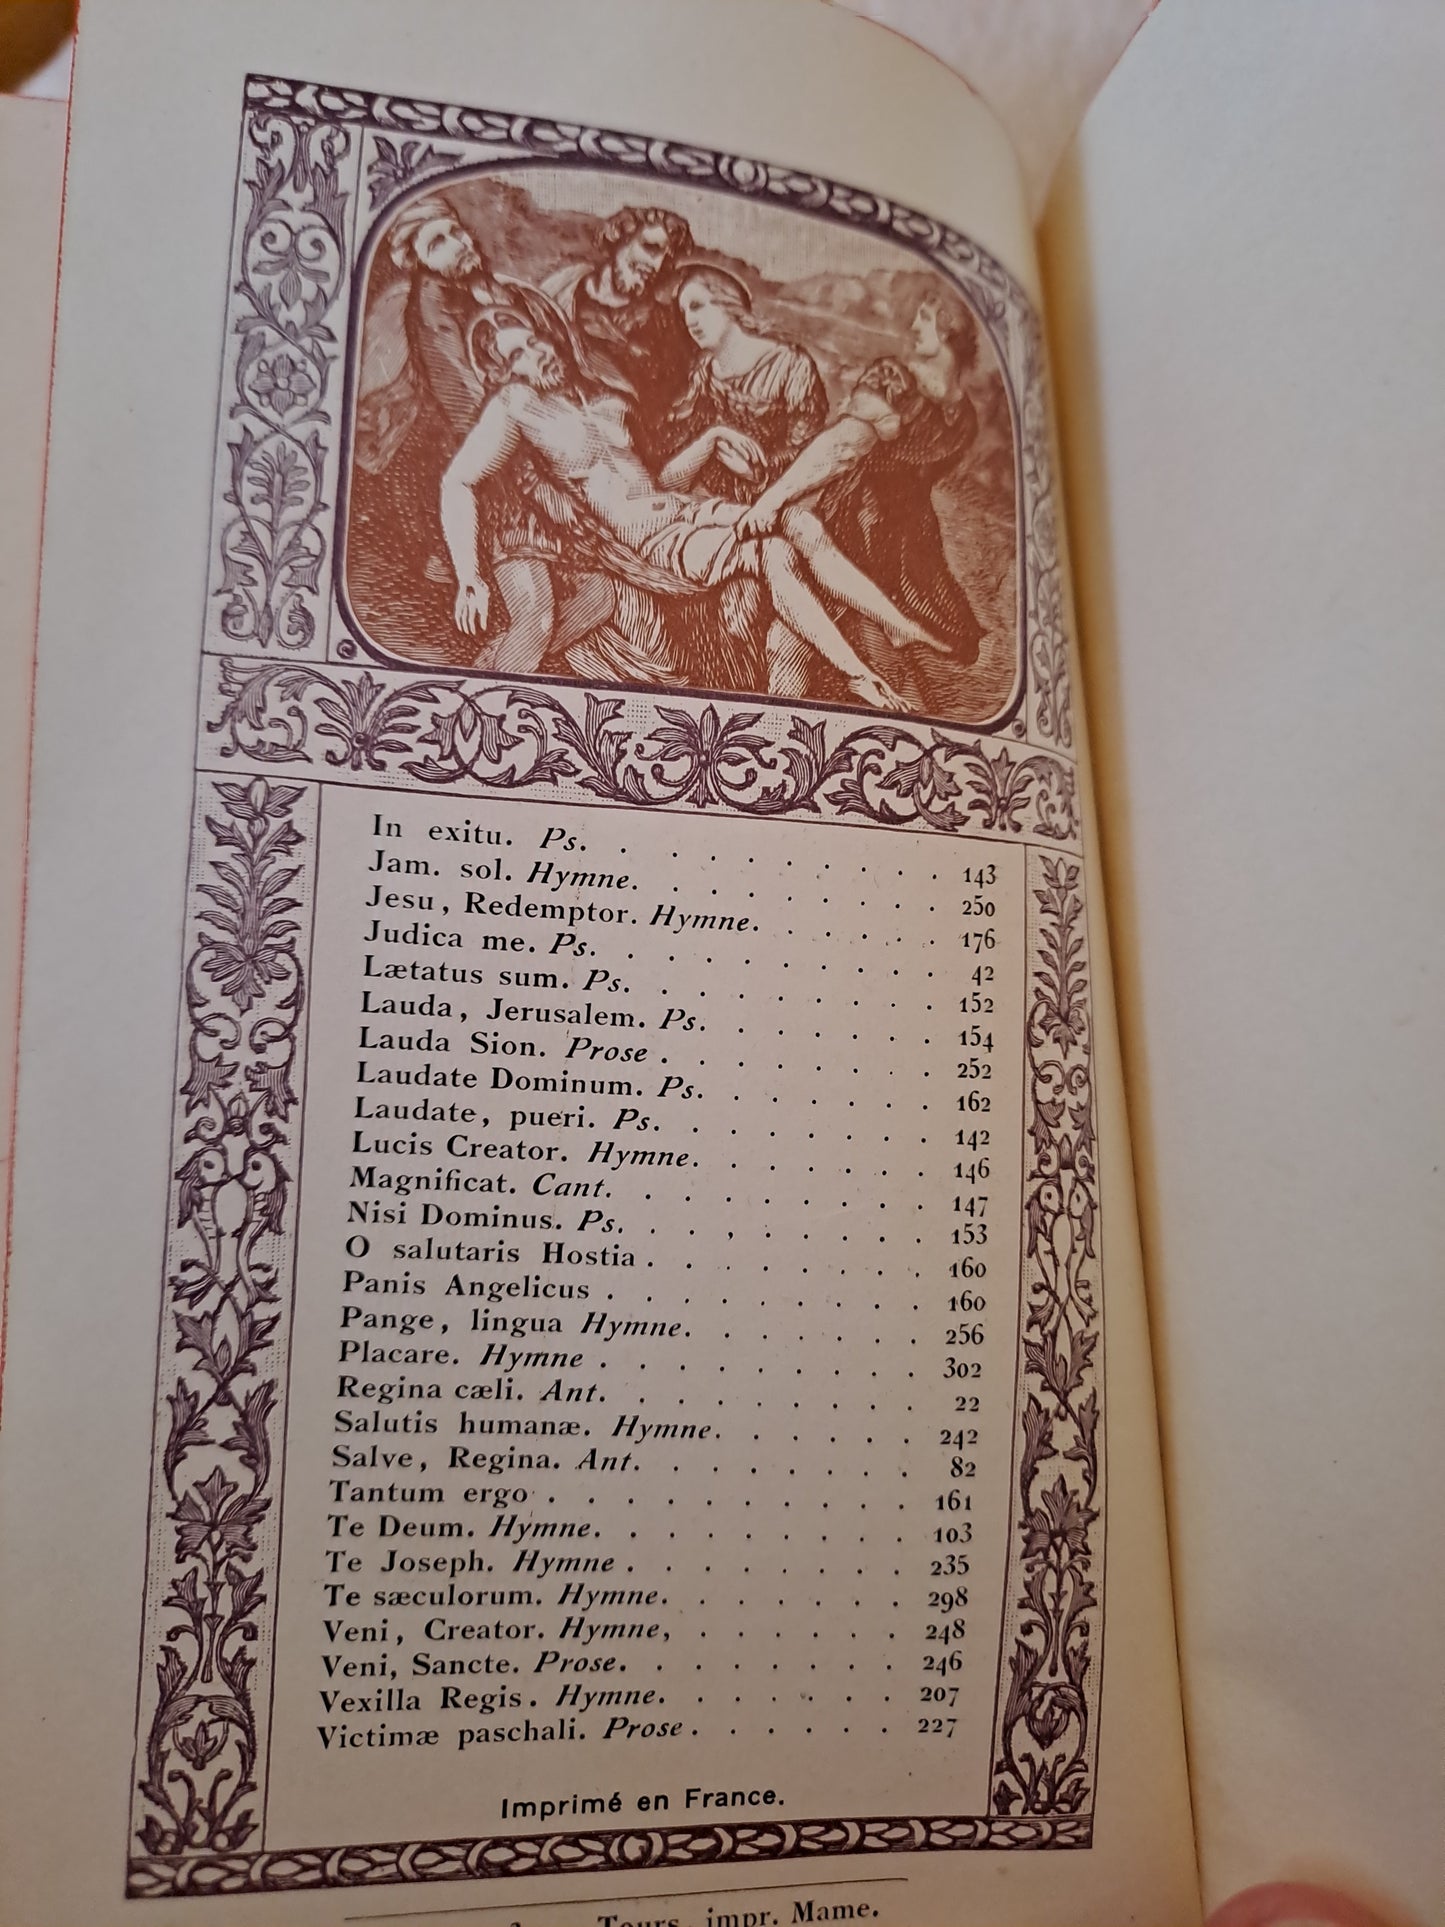 In exitu. Ps. . . . . . . . . . 143
Jam. sol. Hymne. . . . . . . . 250
Jesu, Redemptor. Hymne. . . . . . 176
Judica me. Ps. . . . . . . . . . 42
Lætatus sum. Ps. . . . . . . . . 152
Lauda, Jerusalem. Ps. . . . . . . 154
Lauda Sion. Prose . . . . . . . . 252
Laudate Dominum. Ps. . . . . . . 162
Laudate, pueri. Ps. . . . . . . . 142
Lucis Creator. Hymne. . . . . . . 146
Magnificat. Cant. . . . . . . . . 147
Nisi Dominus. Ps. . . , . . . . . 153
O salutaris Hostia . . . . . . . . 160
Panis Angelicus . . . . . . . . . 160
Pange, lingua Hymne. . . . . . . 256
Placare. Hymne . . . . . . . . . 302
Regina cæli. Ant. . . . . . . . . 22
Salutis humanæ. Hymne. . . . . . 242
Salve, Regina. Ant. . . . . . . . 82
Tantum ergo . . . . . . . . . . 161
Te Deum. Hymne. . . . . . . . . 103
Te Joseph. Hymne . . . . . . . . 235
Te sæculorum. Hymne. . . . . . . 298
Veni, Creator. Hymne, . . . . . . 248
Veni, Sancte. Prose. . . . . . . . 246
Vexilla Regis. Hymne. . . . . . . 207
Victimæ paschali. Prose . . . . . . 227
Imprimé en France.
Tours, impr. Mame.